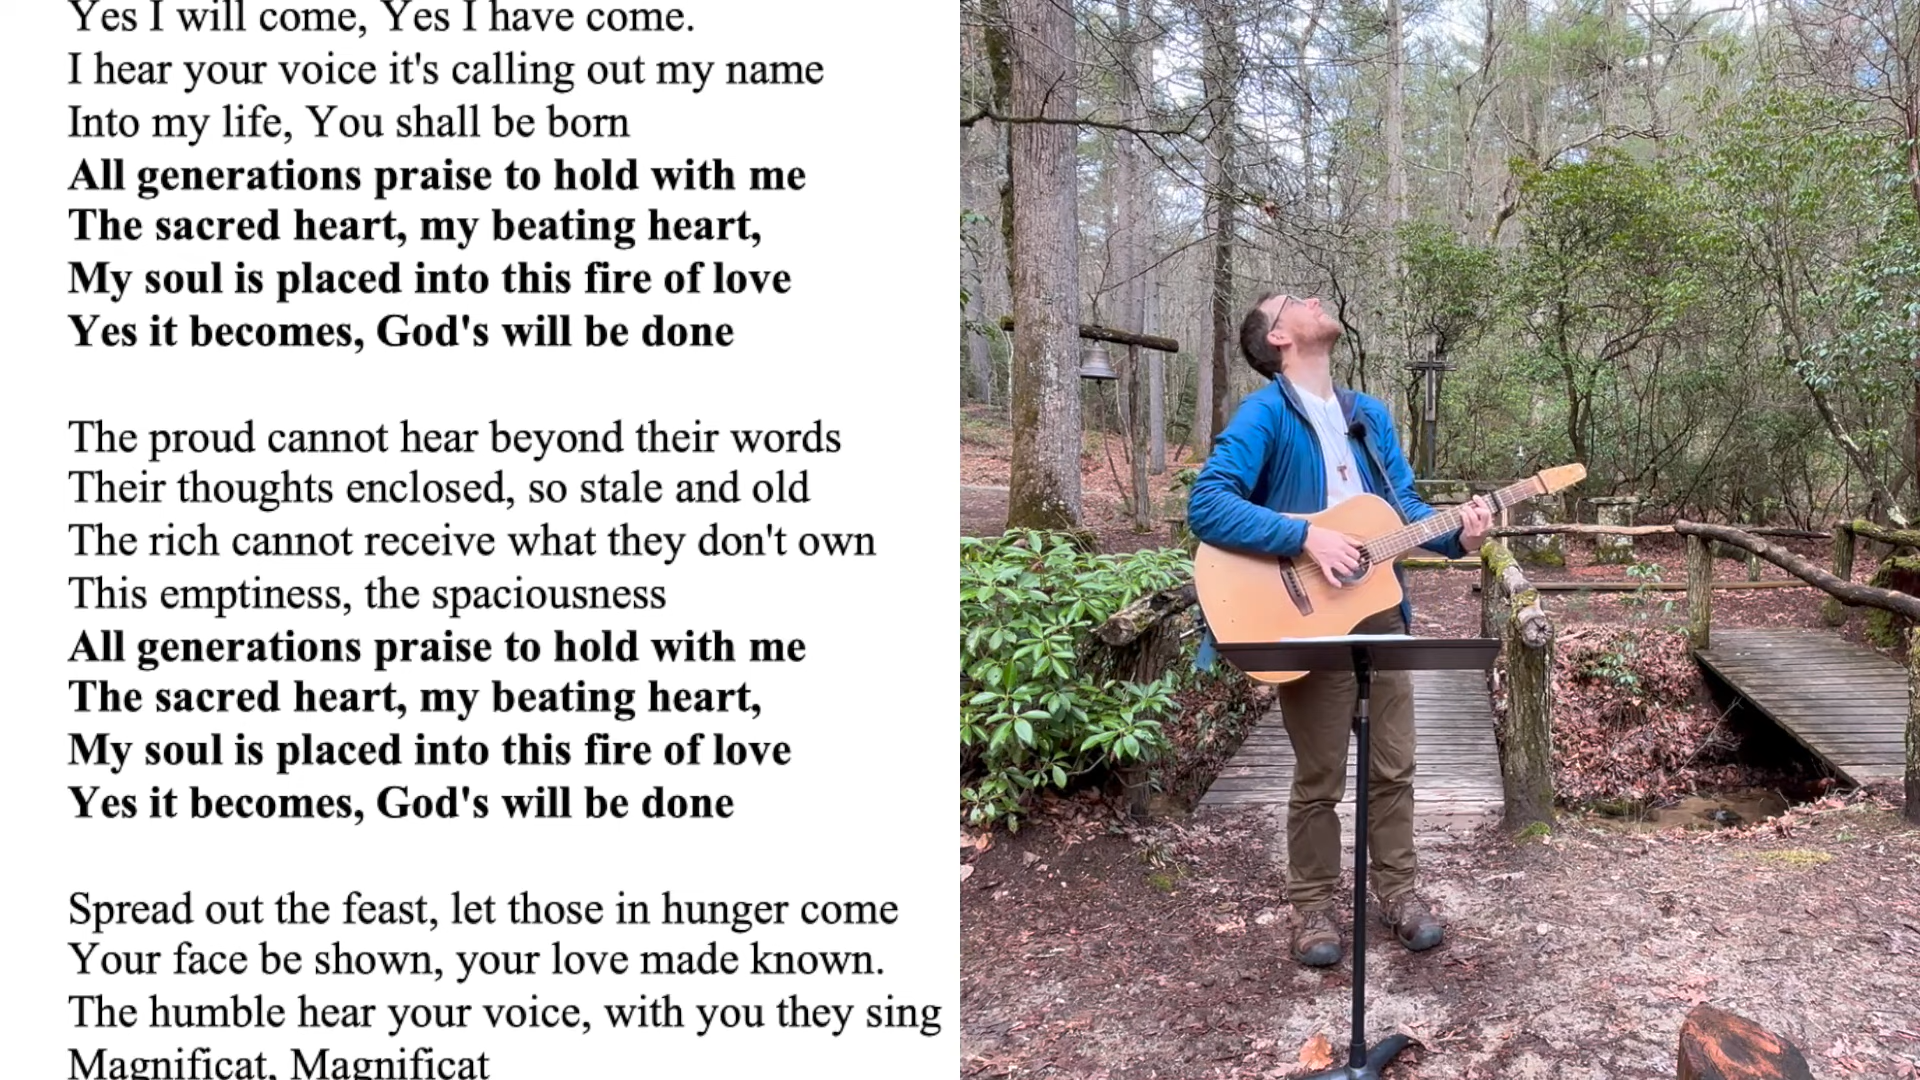 Yes I will come, Yes I have come.
I hear your voice it's calling out my name
Into my life, You shall be born
All generations praise to hold with me
The sacred heart, my beating heart,
My soul is placed into this fire of love
Yes it becomes, God's will be done
The proud cannot hear beyond their words
Their thoughts enclosed, so stale and old
The rich cannot receive what they don't own
This emptiness, the spaciousness
All generations praise to hold with me
The sacred heart, my beating heart,
My soul is placed into this fire of love
Yes it becomes, God's will be done
Spread out the feast, let those in hunger come
Your face be shown, your love made known.
The humble hear your voice, with you they sing
Magnificat, Magnificat